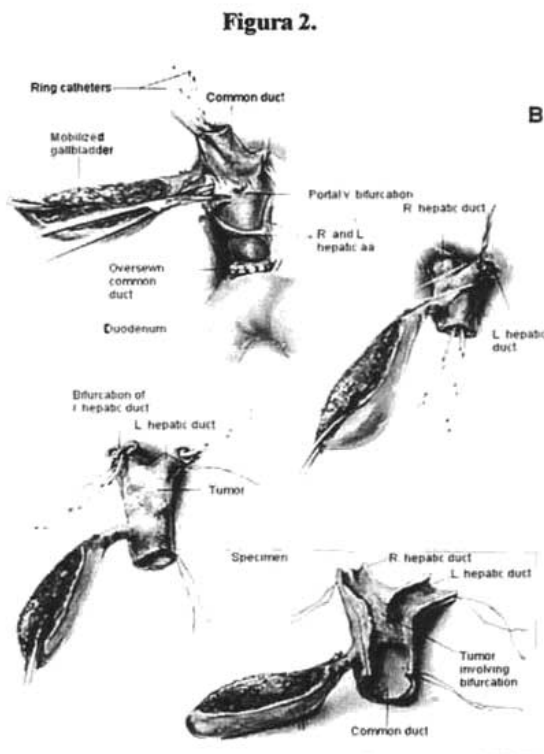 Figura 2.
Ring catheters
Common duct
B
Mobilized
gallbladder
Portal v bifurcation
R hepatic duct
R and L
hepatic aa
Oversewn
common
duct
L hepatic
duct
Duodenum
Bifurcation of
r hepatic duct
L hepatic duct
Tumor
Specimen
R hepatic duct
L hepatic duct
Tumor
involving
bifurcation
Common duct